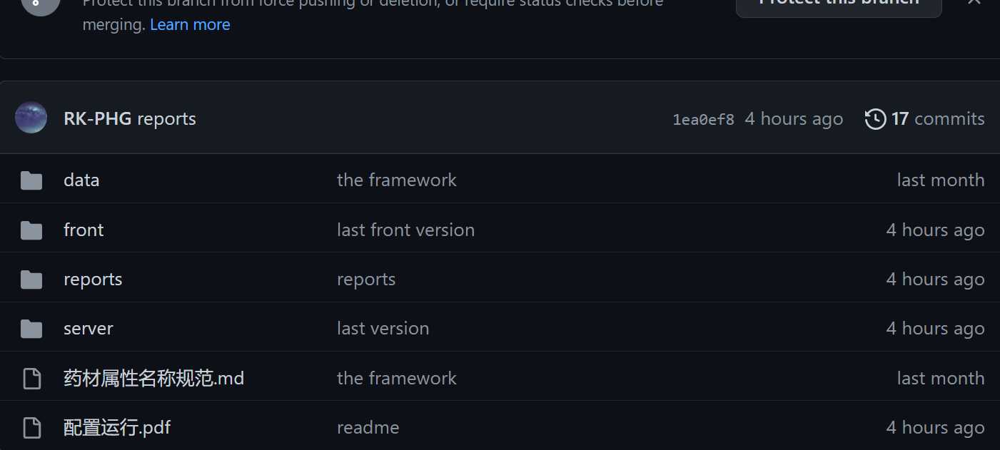 Protect this branch from force pushing or deletion, or require status checks before
merging. Learn more
Protect this branch
RK-PHG reports
1ea0ef8 4 hours ago 17 commits
data the framework last month
front last front version 4 hours ago
reports reports 4 hours ago
server last version 4 hours ago
药材属性名称规范.md the framework last month
配置运行.pdf readme 4 hours ago